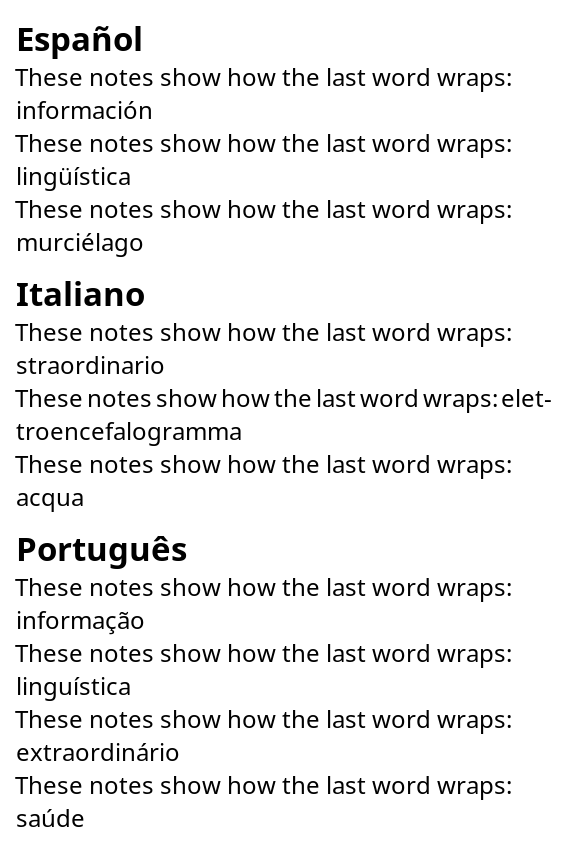 Español
These notes show how the last word wraps:
información
These notes show how the last word wraps:
lingüística
These notes show how the last word wraps:
murciélago
Italiano
These notes show how the last word wraps:
straordinario
These notes show how the last word wraps: elet-
troencefalogramma
These notes show how the last word wraps:
acqua
Português
These notes show how the last word wraps:
informação
These notes show how the last word wraps:
linguística
These notes show how the last word wraps:
extraordinário
These notes show how the last word wraps:
saúde